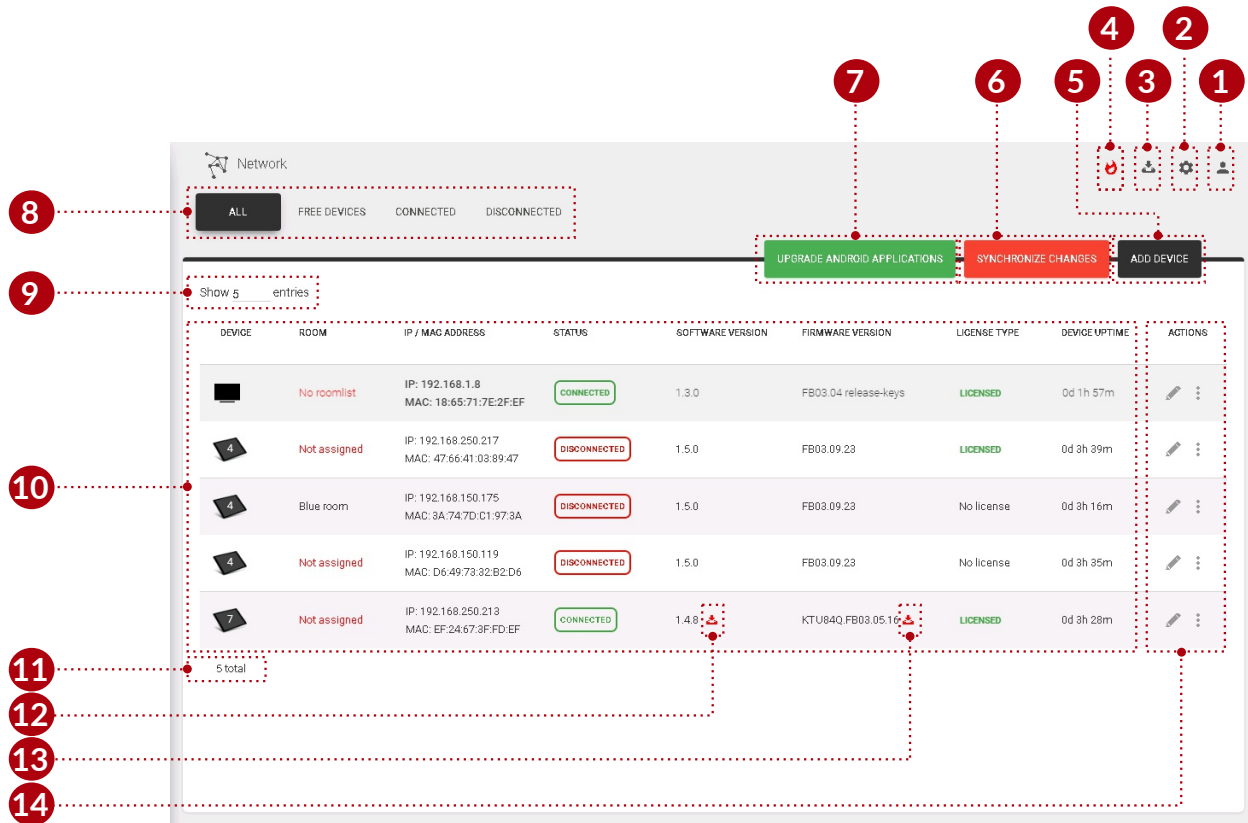 4
2
7
6
5
3
1
Network
8
ALL
FREE DEVICES
CONNECTED
DISCONNECTED
UPGRADE ANDROID APPLICATIONS
SYNCHRONIZE CHANGES
ADD DEVICE
9
Show 5 entries
DEVICE ROOM IP / MAC ADDRESS STATUS SOFTWARE VERSION FIRMWARE VERSION LICENSE TYPE DEVICE UPTIME ACTIONS
No roomlist
IP: 192.168.1.8
MAC: 18:65:71:7E:2F:EF
CONNECTED
1.3.0
FB03.04 release-keys
LICENSED
0d 1h 57m
4
Not assigned
IP: 192.168.250.217
MAC: 47:66:41:03:89:47
DISCONNECTED
1.5.0
FB03.09.23
LICENSED
0d 3h 39m
10
4
Blue room
IP: 192.168.150.175
MAC: 3A:74:7D:C1:97:3A
DISCONNECTED
1.5.0
FB03.09.23
No license
0d 3h 16m
4
Not assigned
IP: 192.168.150.119
MAC: D6:49:73:32:B2:D6
DISCONNECTED
1.5.0
FB03.09.23
No license
0d 3h 35m
7
Not assigned
IP: 192.168.250.213
MAC: EF:24:67:3F:FD:EF
CONNECTED
1.4.8
KTU84Q.FB03.05.16
LICENSED
0d 3h 28m
11
5 total
12
13
14